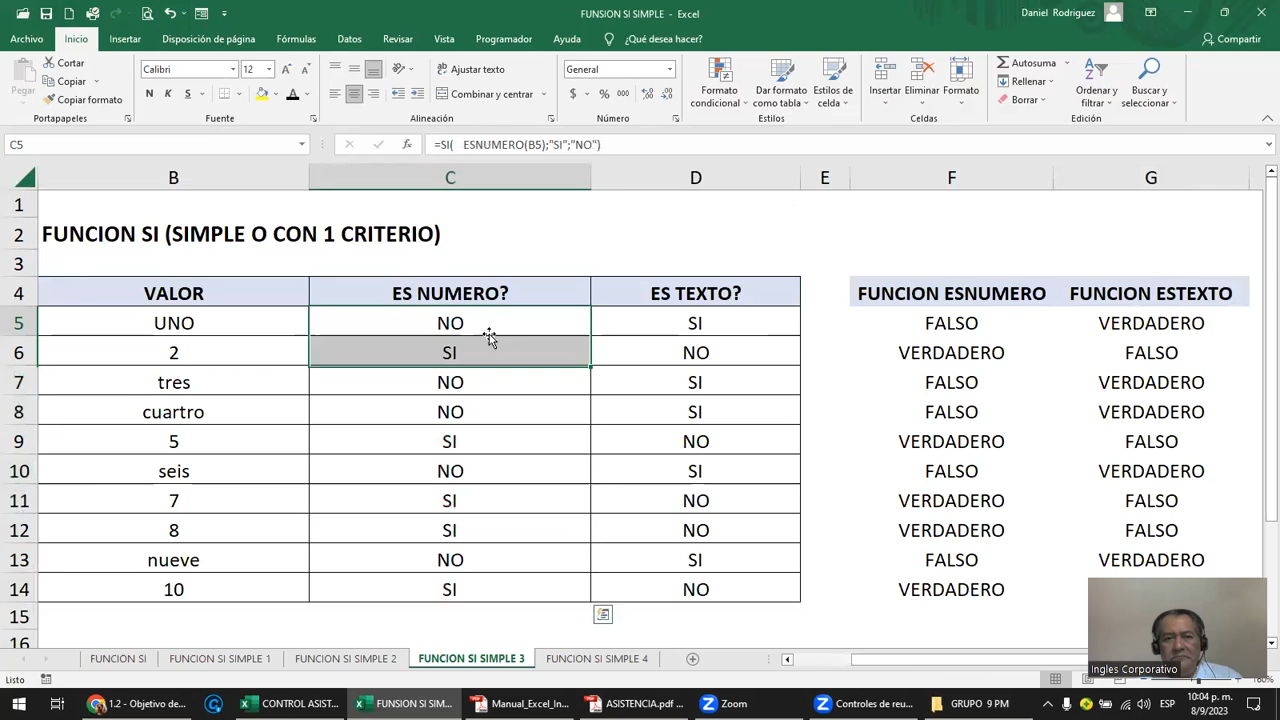 FUNSION SI SIMPLE - Excel
Daniel Rodriguez
Archivo Inicio Insertar Disposición de página Fórmulas Datos Revisar Vista Programador Ayuda ¿Qué desea hacer? Compartir
Pegar
Cortar
Copiar
Copiar formato
Portapapeles
Calibri 12
N K S
Fuente
Ajustar texto
Combinar y centrar
Alineación
General
$ % 000
Número
Formato condicional
Dar formato como tabla
Estilos de celda
Estilos
Insertar Eliminar Formato
Celdas
Autosuma
Rellenar
Borrar
Ordenar y filtrar
Buscar y seleccionar
Edición
C5 fx =SI( ESNUMERO(B5);"SI";"NO")
B C D E F G
1
2 FUNCION SI (SIMPLE O CON 1 CRITERIO)
3
4 VALOR ES NUMERO? ES TEXTO? FUNCION ESNUMERO FUNCION ESTEXTO
5 UNO NO SI FALSO VERDADERO
6 2 SI NO VERDADERO FALSO
7 tres NO SI FALSO VERDADERO
8 cuartro NO SI FALSO VERDADERO
9 5 SI NO VERDADERO FALSO
10 seis NO SI FALSO VERDADERO
11 7 SI NO VERDADERO FALSO
12 8 SI NO VERDADERO FALSO
13 nueve NO SI FALSO VERDADERO
14 10 SI NO VERDADERO
15
16
Ingles Corporativo
FUNCION SI FUNCION SI SIMPLE 1 FUNCION SI SIMPLE 2 FUNCION SI SIMPLE 3 FUNCION SI SIMPLE 4
Listo
1.2 - Objetivo de... CONTROL ASIST... FUNSION SI SIM... Manual_Excel_In... ASISTENCIA.pdf ... Zoom Controles de reu... GRUPO 9 PM ESP 10:04 p. m.
8/9/2023